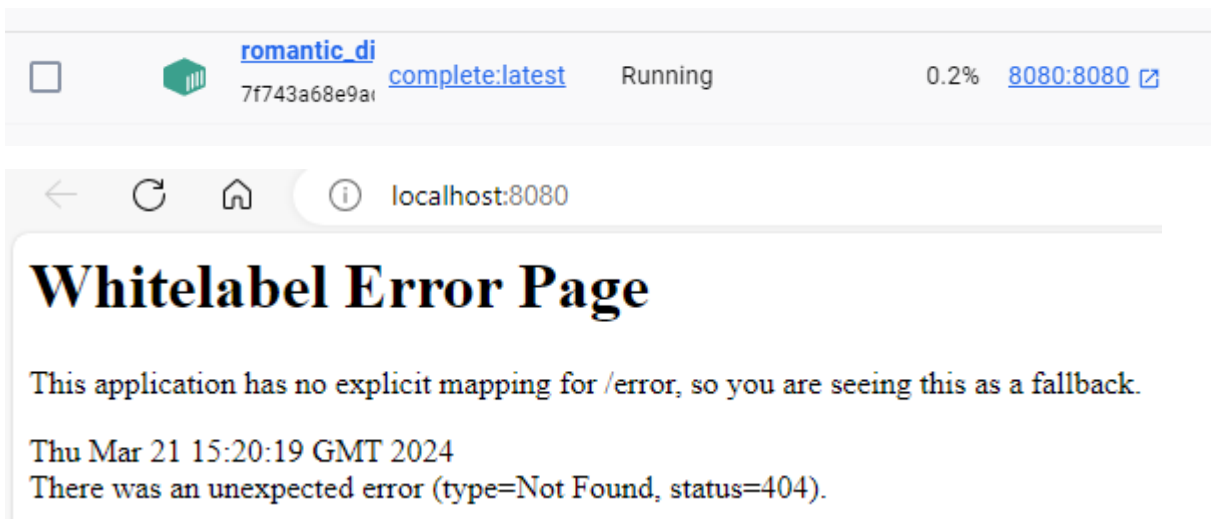 romantic_di
7f743a68e9a
complete:latest Running 0.2% 8080:8080
localhost:8080
Whitelabel Error Page
This application has no explicit mapping for /error, so you are seeing this as a fallback.
Thu Mar 21 15:20:19 GMT 2024
There was an unexpected error (type=Not Found, status=404).